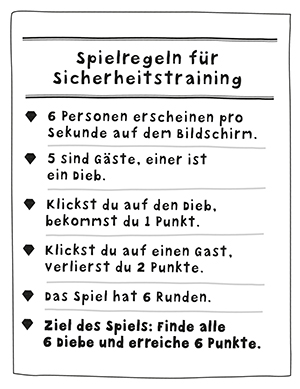 Spielregeln für
Sicherheitstraining
6 Personen erscheinen pro
Sekunde auf dem Bildschirm.
5 sind Gäste, einer ist
ein Dieb.
Klickst du auf den Dieb,
bekommst du 1 Punkt.
Klickst du auf einen Gast,
verlierst du 2 Punkte.
Das Spiel hat 6 Runden.
Ziel des Spiels: Finde alle
6 Diebe und erreiche 6 Punkte.